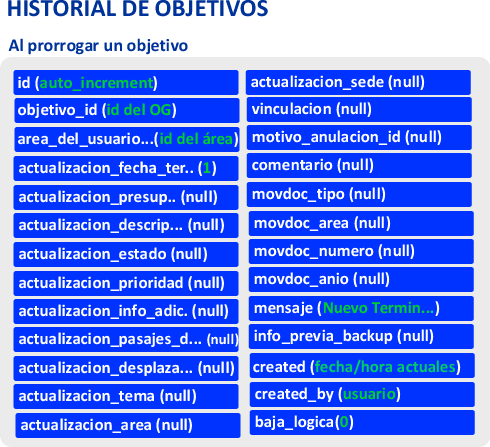 HISTORIAL DE OBJETIVOS
Al prorrogar un objetivo
id (auto_increment)
objetivo_id (id del OG)
area_del_usuario...(id del área)
actualizacion_fecha_ter.. (1)
actualizacion_presup.. (null)
actualizacion_descrip... (null)
actualizacion_estado (null)
actualizacion_prioridad (null)
actualizacion_info_adic. (null)
actualizacion_pasajes_d... (null)
actualizacion_desplaza... (null)
actualizacion_tema (null)
actualizacion_area (null)
actualizacion_sede (null)
vinculacion (null)
motivo_anulacion_id (null)
comentario (null)
movdoc_tipo (null)
movdoc_area (null)
movdoc_numero (null)
movdoc_anio (null)
mensaje (Nuevo Termin...)
info_previa_backup (null)
created (fecha/hora actuales)
created_by (usuario)
baja_logica(0)